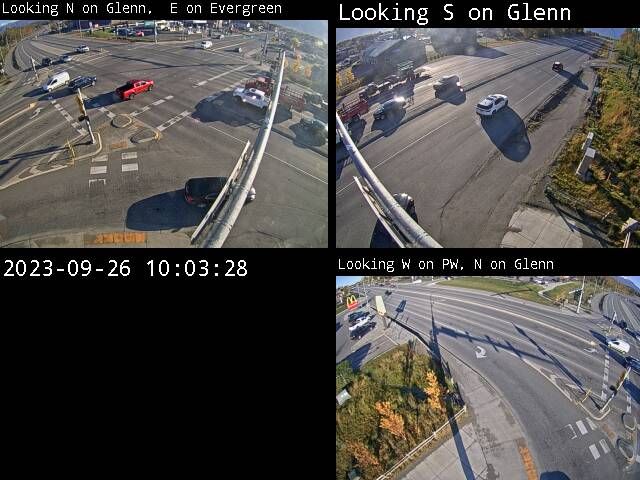 Looking N on Glenn, E on Evergreen
Looking S on Glenn
2023-09-26 10:03:28
Looking W on PW, N on Glenn